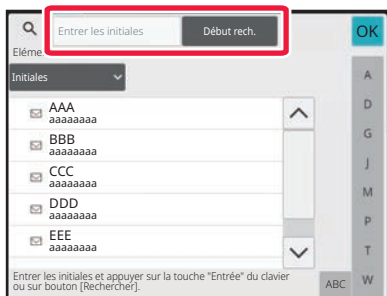 Entrer les initiales Début rech. OK
Eléme
Initiales
AAA
aaaaaaaa
BBB
aaaaaaaa
CCC
aaaaaaaa
DDD
aaaaaaaa
EEE
aaaaaaaa
A
D
G
J
M
P
T
W
Entrer les initiales et appuyer sur la touche "Entrée" du clavier
ou sur bouton [Rechercher].
ABC